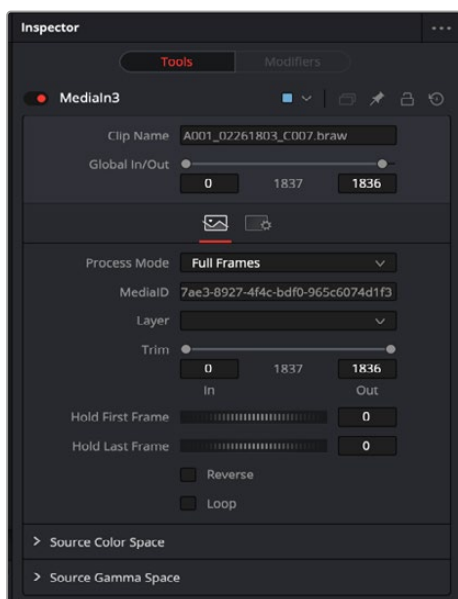 Inspector
Tools Modifiers
MediaIn3
Clip Name A001_02261803_C007.braw
Global In/Out
0 1837 1836
Process Mode Full Frames
MediaID 7ae3-8927-4f4c-bdf0-965c6074d1f3
Layer
Trim
0 1837 1836
In Out
Hold First Frame 0
Hold Last Frame 0
Reverse
Loop
Source Color Space
Source Gamma Space